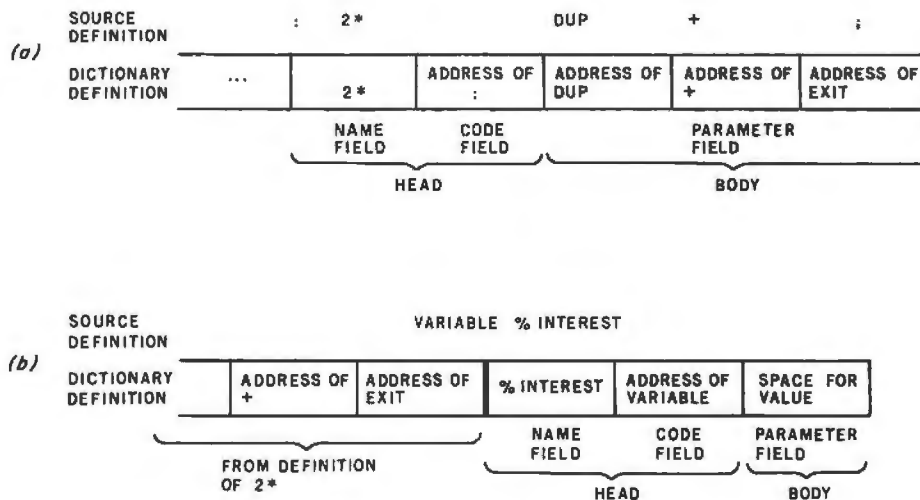 SOURCE DEFINITION : 2* DUP + ;
(a)
DICTIONARY DEFINITION ... 2* ADDRESS OF : ADDRESS OF DUP ADDRESS OF + ADDRESS OF EXIT
NAME FIELD CODE FIELD PARAMETER FIELD
HEAD BODY
SOURCE DEFINITION VARIABLE % INTEREST
(b)
DICTIONARY DEFINITION ADDRESS OF + ADDRESS OF EXIT % INTEREST ADDRESS OF VARIABLE SPACE FOR VALUE
NAME FIELD CODE FIELD PARAMETER FIELD
FROM DEFINITION OF 2* HEAD BODY